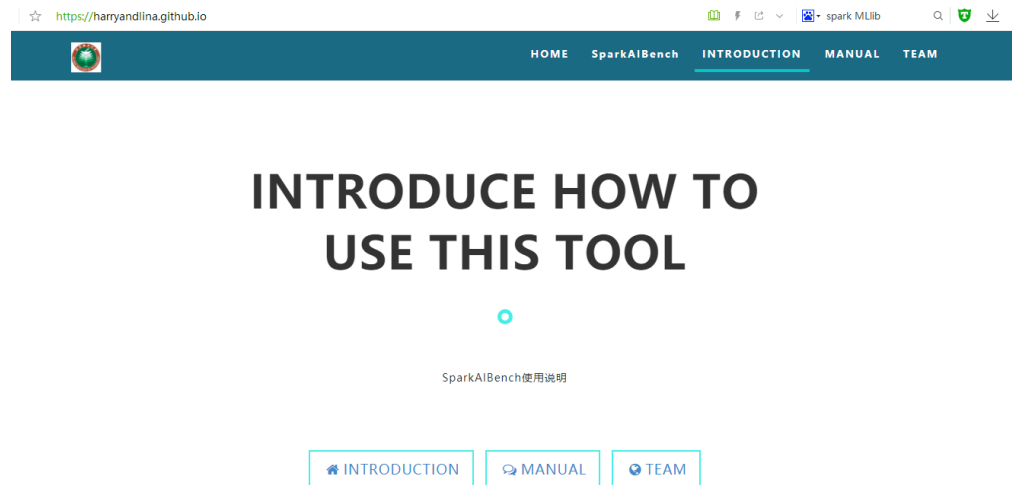 https://harryandlina.github.io
spark MLlib
HOME SparkAIBench INTRODUCTION MANUAL TEAM
INTRODUCE HOW TO
USE THIS TOOL
SparkAIBench使用说明
INTRODUCTION MANUAL TEAM